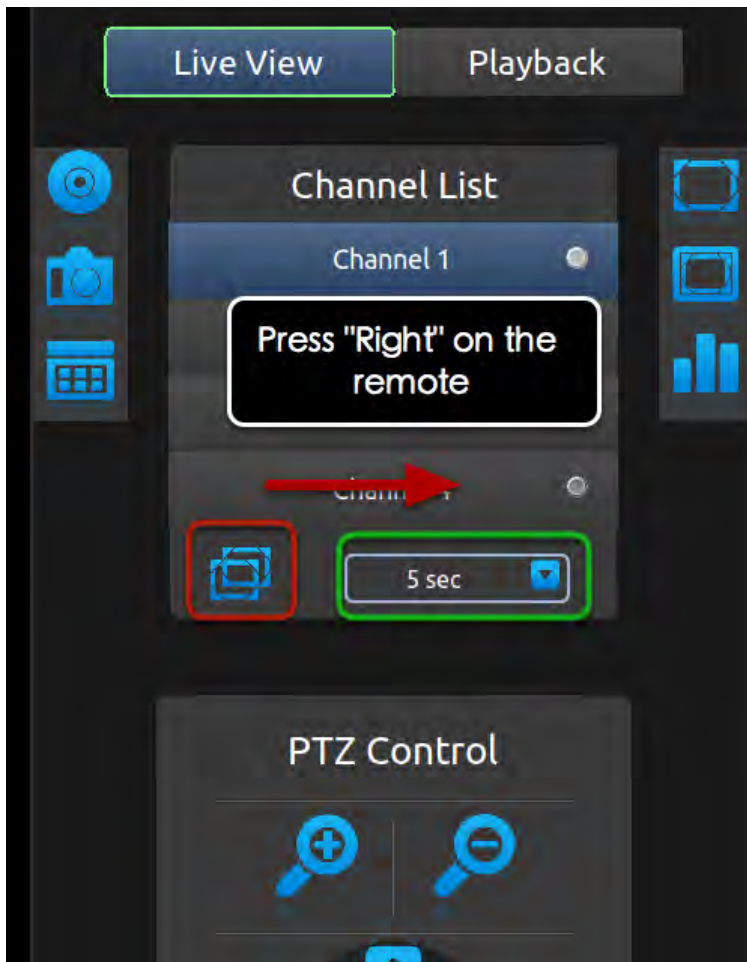 Live View
Playback
Channel List
Channel 1
Press "Right" on the
remote
5 sec
PTZ Control